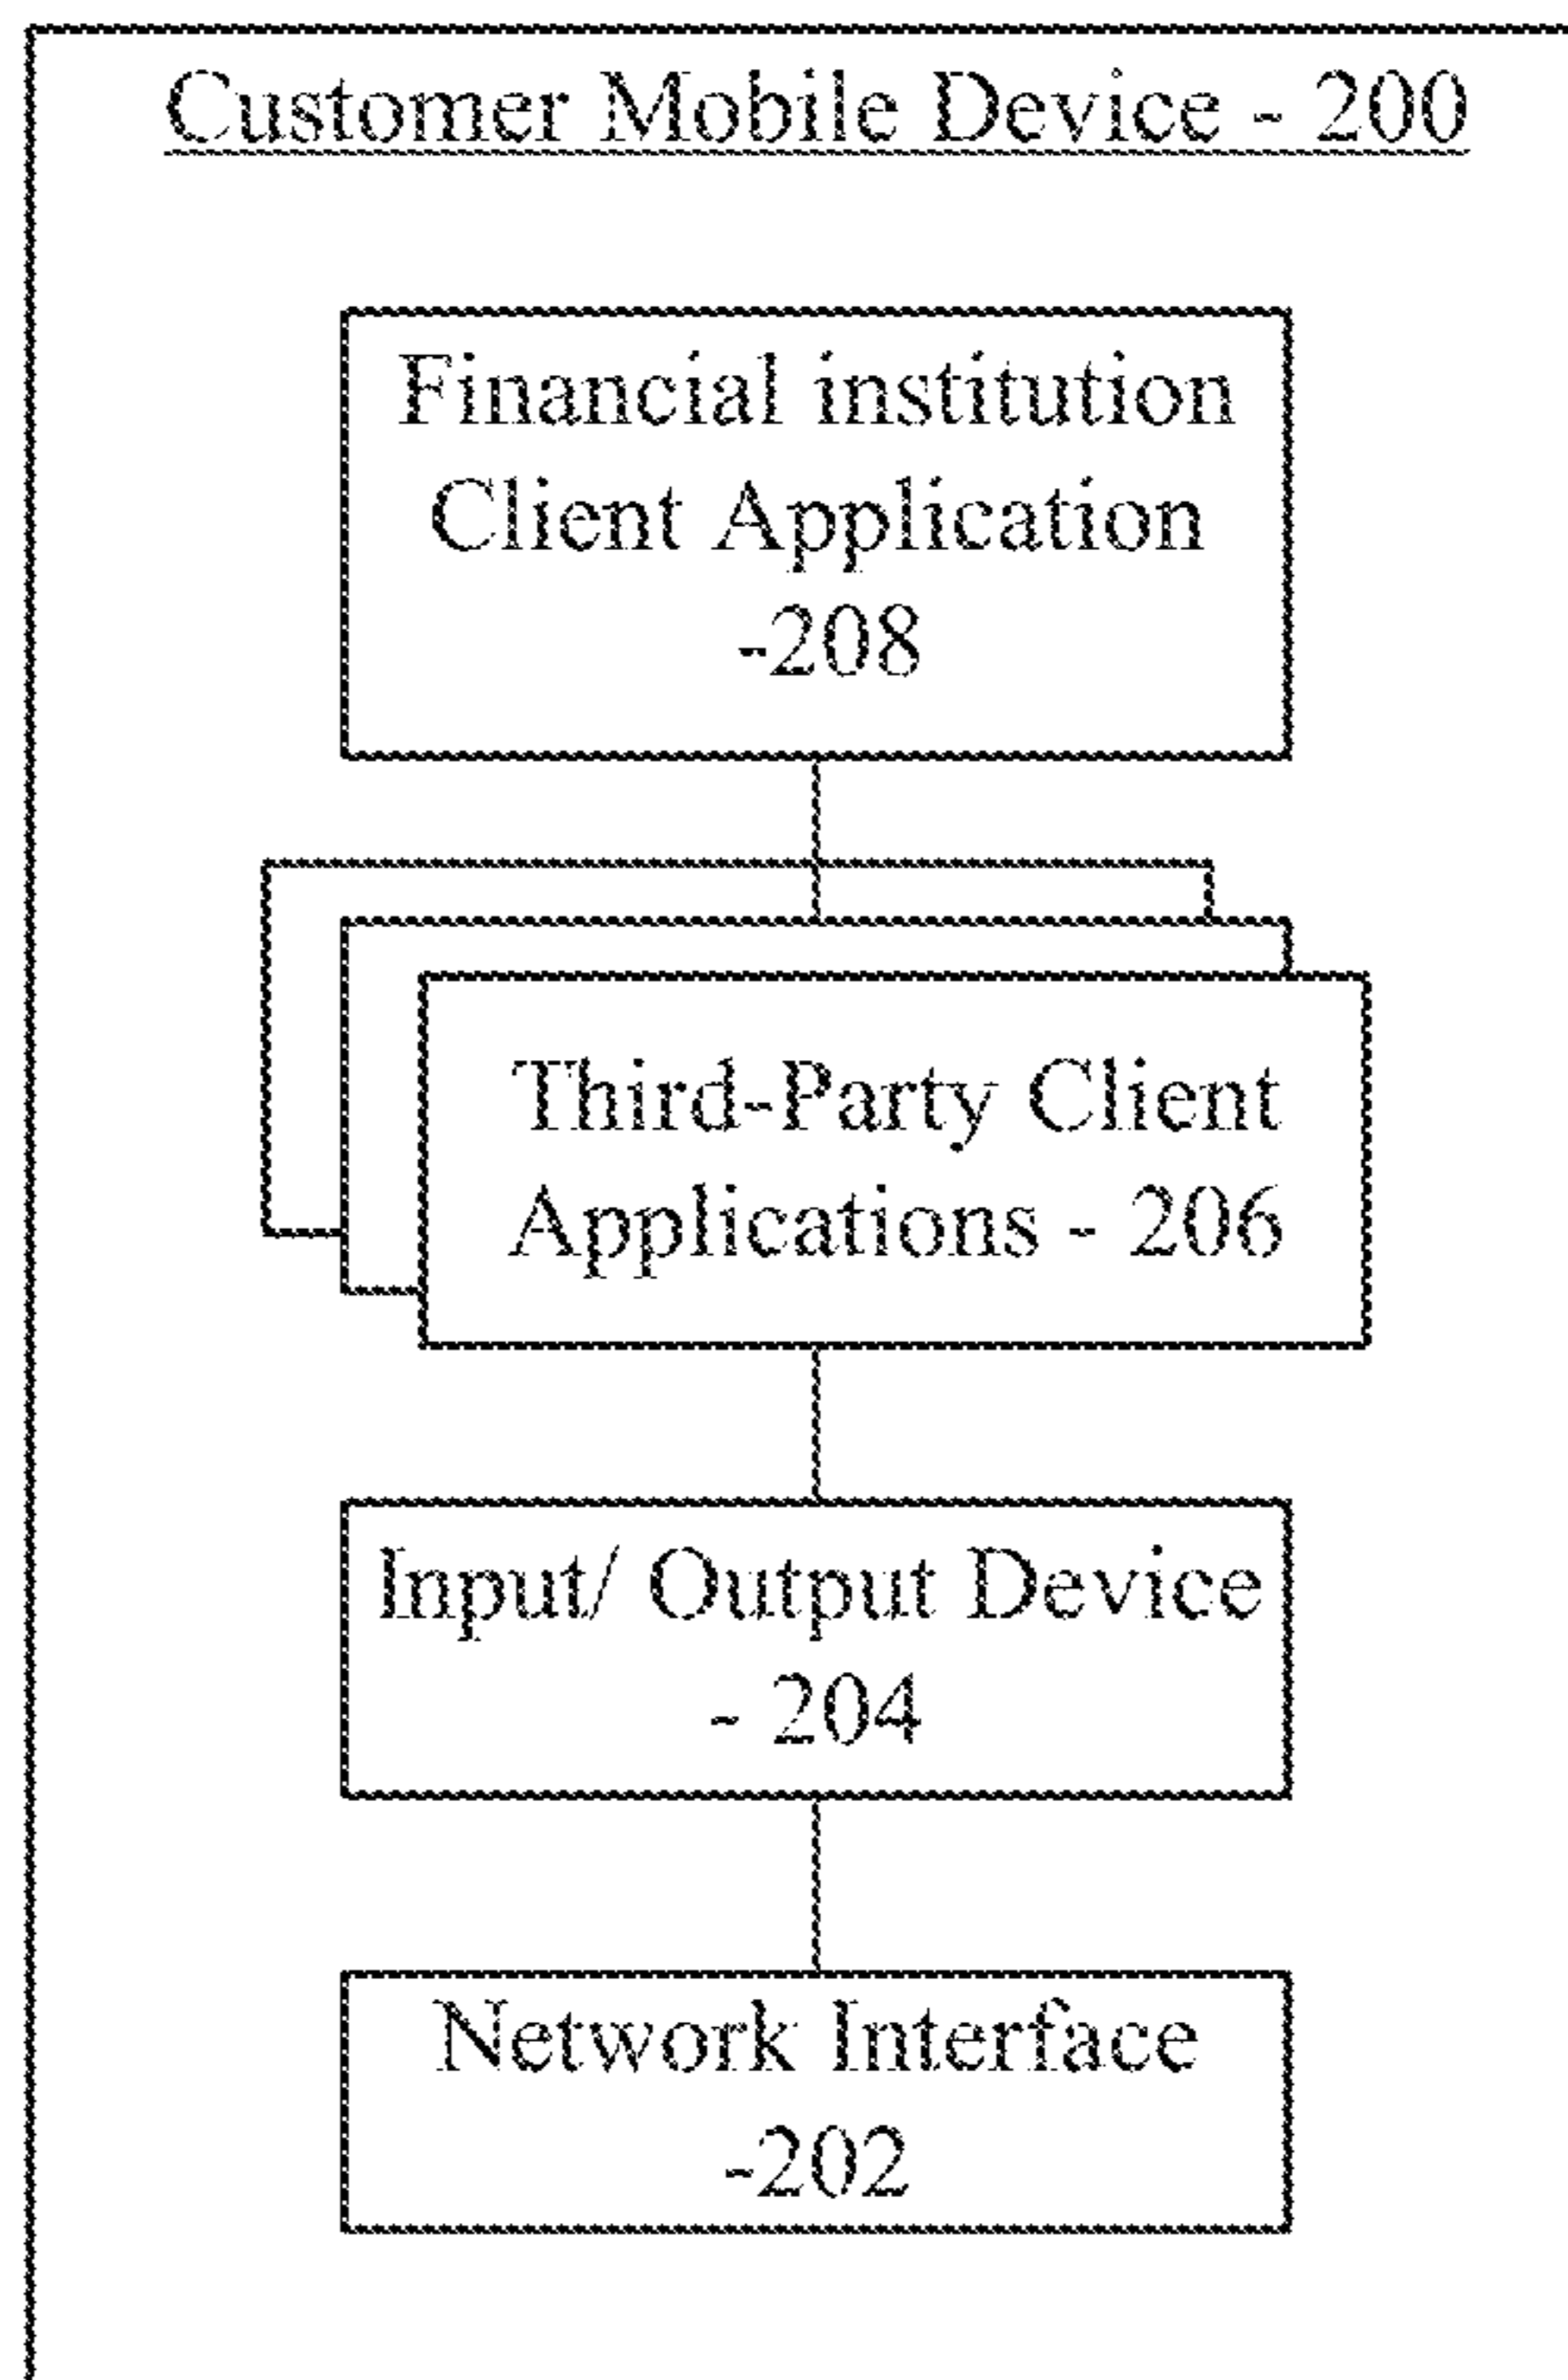 Customer Mobile Device - 200
Financial institution
Client Application
-208
Third-Party Client
Applications - 206
Input/ Output Device
- 204
Network Interface
-202